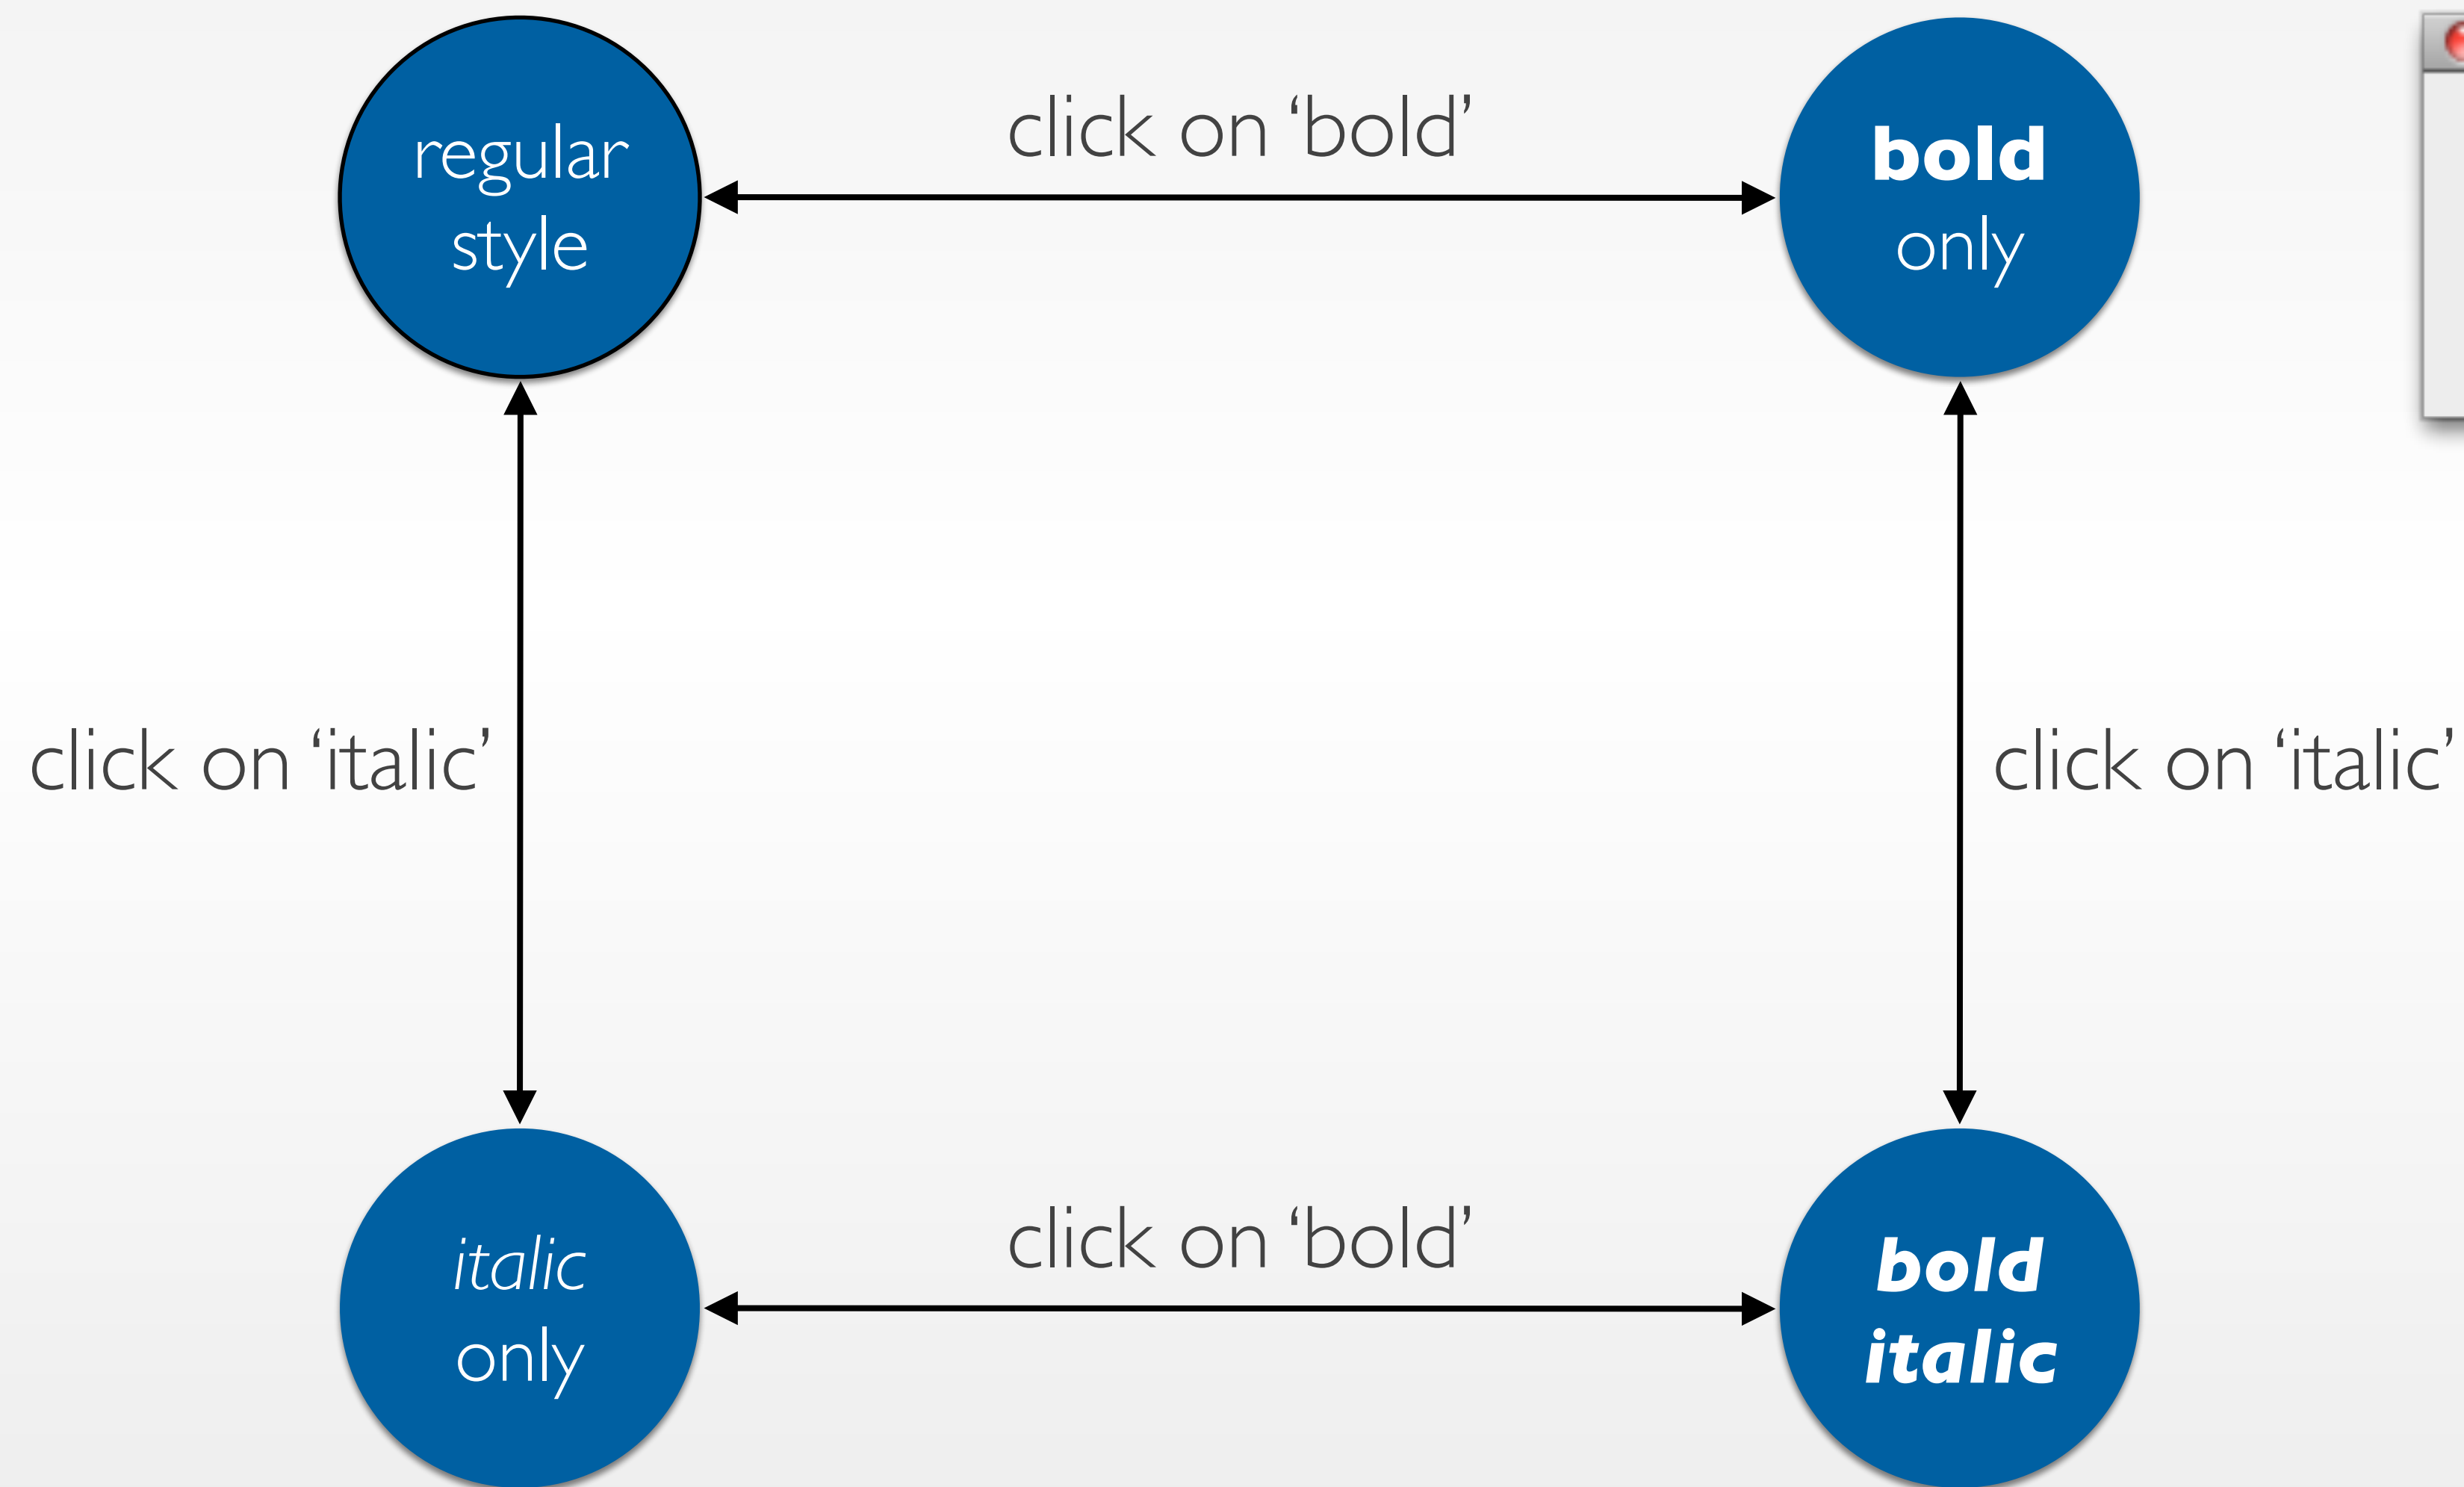 regular
style
click on ‘bold’
bold
only
click on ‘italic’
click on ‘italic’
italic
only
click on ‘bold’
bold
italic